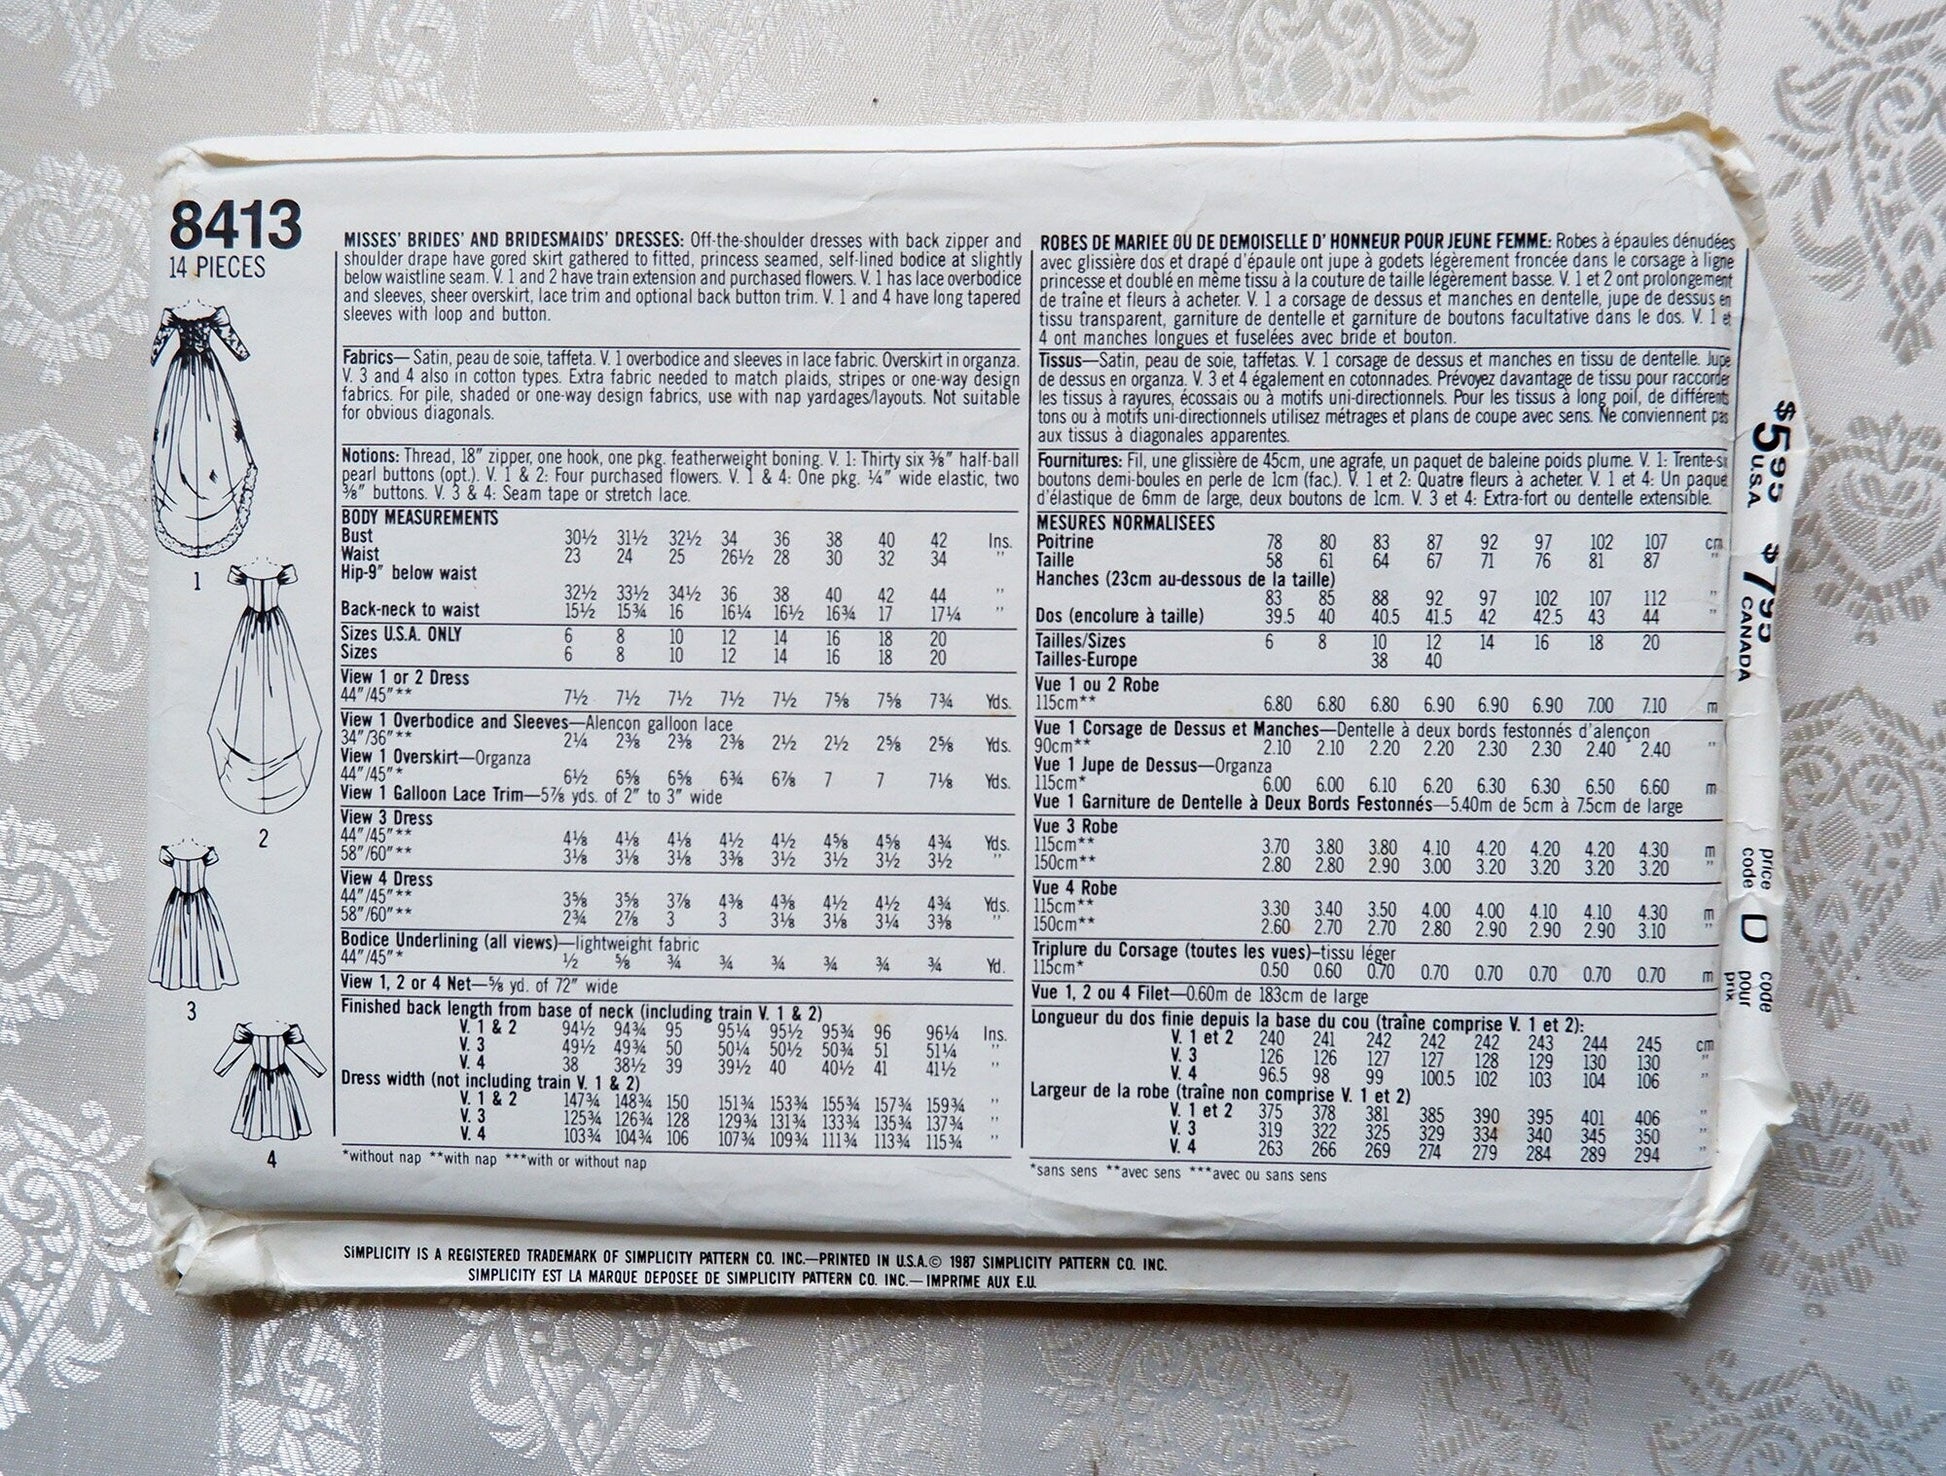 8413
14 PIECES
1
2
3
4
MISSES' BRIDES' AND BRIDESMAIDS' DRESSES: Off-the-shoulder dresses with back zipper and
shoulder drape have gored skirt gathered to fitted, princess seamed, self-lined bodice at slightly
below waistline seam. V. 1 and 2 have train extension and purchased flowers. V. 1 has lace overbodice
and sleeves, sheer overskirt, lace trim and optional back button trim. V. 1 and 4 have long tapered
sleeves with loop and button.
Fabrics— Satin, peau de soie, taffeta. V. 1 overbodice and sleeves in lace fabric. Overskirt in organza.
V. 3 and 4 also in cotton types. Extra fabric needed to match plaids, stripes or one-way design
fabrics. For pile, shaded or one-way design fabrics, use with nap yardages/layouts. Not suitable
for obvious diagonals.
Notions: Thread, 18″ zipper, one hook, one pkg. featherweight boning. V. 1: Thirty six ⅜″ half-ball
pearl buttons (opt.). V. 1 & 2: Four purchased flowers. V. 1 & 4: One pkg. ¼″ wide elastic, two
⅜″ buttons. V. 3 & 4: Seam tape or stretch lace.
BODY MEASUREMENTS
Bust 30½ 31½ 32½ 34 36 38 40 42 Ins.
Waist 23 24 25 26½ 28 30 32 34 ″
Hip-9″ below waist
32½ 33½ 34½ 36 38 40 42 44 ″
Back-neck to waist 15½ 15¾ 16 16¼ 16½ 16¾ 17 17¼ ″
Sizes U.S.A. ONLY 6 8 10 12 14 16 18 20
Sizes 6 8 10 12 14 16 18 20
View 1 or 2 Dress
44″/45″** 7½ 7½ 7½ 7½ 7½ 7⅝ 7⅝ 7¾ Yds.
View 1 Overbodice and Sleeves—Alencon galloon lace
34″/36″** 2¼ 2⅜ 2⅜ 2⅜ 2½ 2½ 2⅝ 2⅝ Yds.
View 1 Overskirt—Organza
44″/45″* 6½ 6⅝ 6⅝ 6¾ 6⅞ 7 7 7⅛ Yds.
View 1 Galloon Lace Trim—5⅞ yds. of 2″ to 3″ wide
View 3 Dress
44″/45″** 4⅛ 4⅛ 4⅛ 4½ 4½ 4⅝ 4⅝ 4¾ Yds.
58″/60″** 3⅛ 3⅛ 3⅛ 3⅜ 3½ 3½ 3½ 3½ ″
View 4 Dress
44″/45″** 3⅝ 3⅝ 3⅞ 4⅜ 4⅜ 4½ 4½ 4¾ Yds.
58″/60″** 2¾ 2⅞ 3 3 3⅛ 3⅛ 3¼ 3⅜ ″
Bodice Underlining (all views)—lightweight fabric
44″/45″* ½ ⅝ ¾ ¾ ¾ ¾ ¾ ¾ Yd.
View 1, 2 or 4 Net—⅝ yd. of 72″ wide
Finished back length from base of neck (including train V. 1 & 2)
V. 1 & 2 94½ 94¾ 95 95¼ 95½ 95¾ 96 96¼ Ins.
V. 3 49½ 49¾ 50 50¼ 50½ 50¾ 51 51¼ ″
V. 4 38 38½ 39 39½ 40 40½ 41 41½ ″
Dress width (not including train V. 1 & 2)
V. 1 & 2 147¾ 148¾ 150 151¾ 153¾ 155¾ 157¾ 159¾ ″
V. 3 125¾ 126¾ 128 129¾ 131¾ 133¾ 135¾ 137¾ ″
V. 4 103¾ 104¾ 106 107¾ 109¾ 111¾ 113¾ 115¾ ″
*without nap **with nap ***with or without nap
ROBES DE MARIEE OU DE DEMOISELLE D' HONNEUR POUR JEUNE FEMME: Robes à épaules dénudées
avec glissière dos et drapé d'épaule ont jupe à godets légèrement froncée dans le corsage à ligne
princesse et doublé en même tissu à la couture de taille légèrement basse. V. 1 et 2 ont prolongement
de traîne et fleurs à acheter. V. 1 a corsage de dessus et manches en dentelle, jupe de dessus en
tissu transparent, garniture de dentelle et garniture de boutons facultative dans le dos. V. 1 et
4 ont manches longues et fuselées avec bride et bouton.
Tissus—Satin, peau de soie, taffetas. V. 1 corsage de dessus et manches en tissu de dentelle. Jupe
de dessus en organza. V. 3 et 4 également en cotonnades. Prévoyez davantage de tissu pour raccorder
les tissus à rayures, écossais ou à motifs uni-directionnels. Pour les tissus à long poil, de différents
tons ou à motifs uni-directionnels utilisez métrages et plans de coupe avec sens. Ne conviennent pas
aux tissus à diagonales apparentes.
Fournitures: Fil, une glissière de 45cm, une agrafe, un paquet de baleine poids plume. V. 1: Trente-six
boutons demi-boules en perle de 1cm (fac.). V. 1 et 2: Quatre fleurs à acheter. V. 1 et 4: Un paque
d'élastique de 6mm de large, deux boutons de 1cm. V. 3 et 4: Extra-fort ou dentelle extensible.
MESURES NORMALISEES
Poitrine 78 80 83 87 92 97 102 107 cm
Taille 58 61 64 67 71 76 81 87 ″
Hanches (23cm au-dessous de la taille)
83 85 88 92 97 102 107 112 ″
Dos (encolure à taille) 39.5 40 40.5 41.5 42 42.5 43 44 ″
Tailles/Sizes 6 8 10 12 14 16 18 20
Tailles-Europe 38 40
Vue 1 ou 2 Robe
115cm** 6.80 6.80 6.80 6.90 6.90 6.90 7.00 7.10 m
Vue 1 Corsage de Dessus et Manches—Dentelle à deux bords festonnés d'alençon
90cm** 2.10 2.10 2.20 2.20 2.30 2.30 2.40 2.40 ″
Vue 1 Jupe de Dessus—Organza
115cm* 6.00 6.00 6.10 6.20 6.30 6.30 6.50 6.60 m
Vue 1 Garniture de Dentelle à Deux Bords Festonnés—5.40m de 5cm à 7.5cm de large
Vue 3 Robe
115cm** 3.70 3.80 3.80 4.10 4.20 4.20 4.20 4.30 m
150cm** 2.80 2.80 2.90 3.00 3.20 3.20 3.20 3.20 ″
Vue 4 Robe
115cm** 3.30 3.40 3.50 4.00 4.00 4.10 4.10 4.30 m
150cm** 2.60 2.70 2.70 2.80 2.90 2.90 2.90 3.10 ″
Triplure du Corsage (toutes les vues)—tissu léger
115cm* 0.50 0.60 0.70 0.70 0.70 0.70 0.70 0.70 m
Vue 1, 2 ou 4 Filet—0.60m de 183cm de large
Longueur du dos finie depuis la base du cou (traîne comprise V. 1 et 2):
V. 1 et 2 240 241 242 242 242 243 244 245 cm
V. 3 126 126 127 127 128 129 130 130 ″
V. 4 96.5 98 99 100.5 102 103 104 106 ″
Largeur de la robe (traîne non comprise V. 1 et 2)
V. 1 et 2 375 378 381 385 390 395 401 406 ″
V. 3 319 322 325 329 334 340 345 350 ″
V. 4 263 266 269 274 279 284 289 294 ″
*sans sens **avec sens ***avec ou sans sens
$5.95 U.S.A. $7.95 CANADA
price code D code pour prix
SIMPLICITY IS A REGISTERED TRADEMARK OF SIMPLICITY PATTERN CO. INC.—PRINTED IN U.S.A.© 1987 SIMPLICITY PATTERN CO. INC.
SIMPLICITY EST LA MARQUE DEPOSEE DE SIMPLICITY PATTERN CO. INC.—IMPRIME AUX E.U.